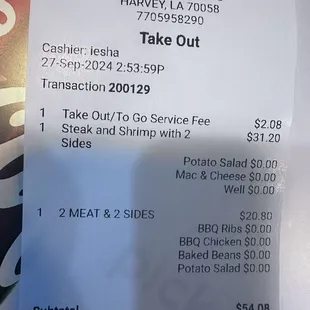 HARVEY, LA 70058
7705958290
Take Out
Cashier: iesha
27-Sep-2024 2:53:59P
Transaction 200129
1 Take Out/To Go Service Fee $2.08
1 Steak and Shrimp with 2 Sides $31.20
Potato Salad $0.00
Mac & Cheese $0.00
Well $0.00
1 2 MEAT & 2 SIDES $20.80
BBQ Ribs $0.00
BBQ Chicken $0.00
Baked Beans $0.00
Potato Salad $0.00
Subtotal $54.08